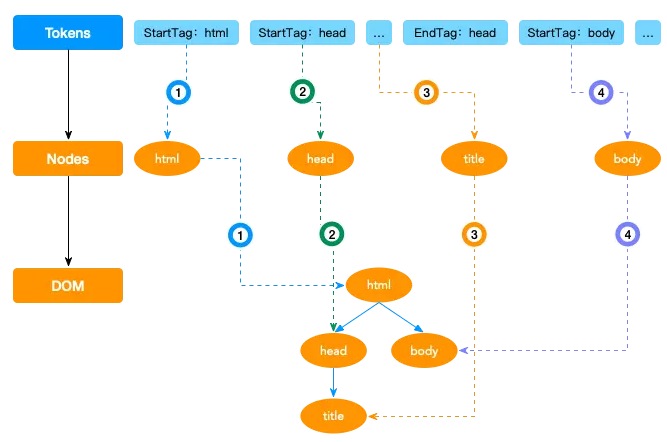 Tokens
StartTag: html
StartTag: head
...
EndTag: head
StartTag: body
...
1
2
3
4
Nodes
html
head
title
body
1
2
3
4
DOM
html
head
body
title